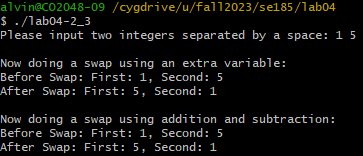 alvin@CO2048-09 /cygdrive/u/fall2023/se185/lab04
$ ./lab04-2_3
Please input two integers separated by a space: 1 5
Now doing a swap using an extra variable:
Before Swap: First: 1, Second: 5
After Swap: First: 5, Second: 1
Now doing a swap using addition and subtraction:
Before Swap: First: 1, Second: 5
After Swap: First: 5, Second: 1